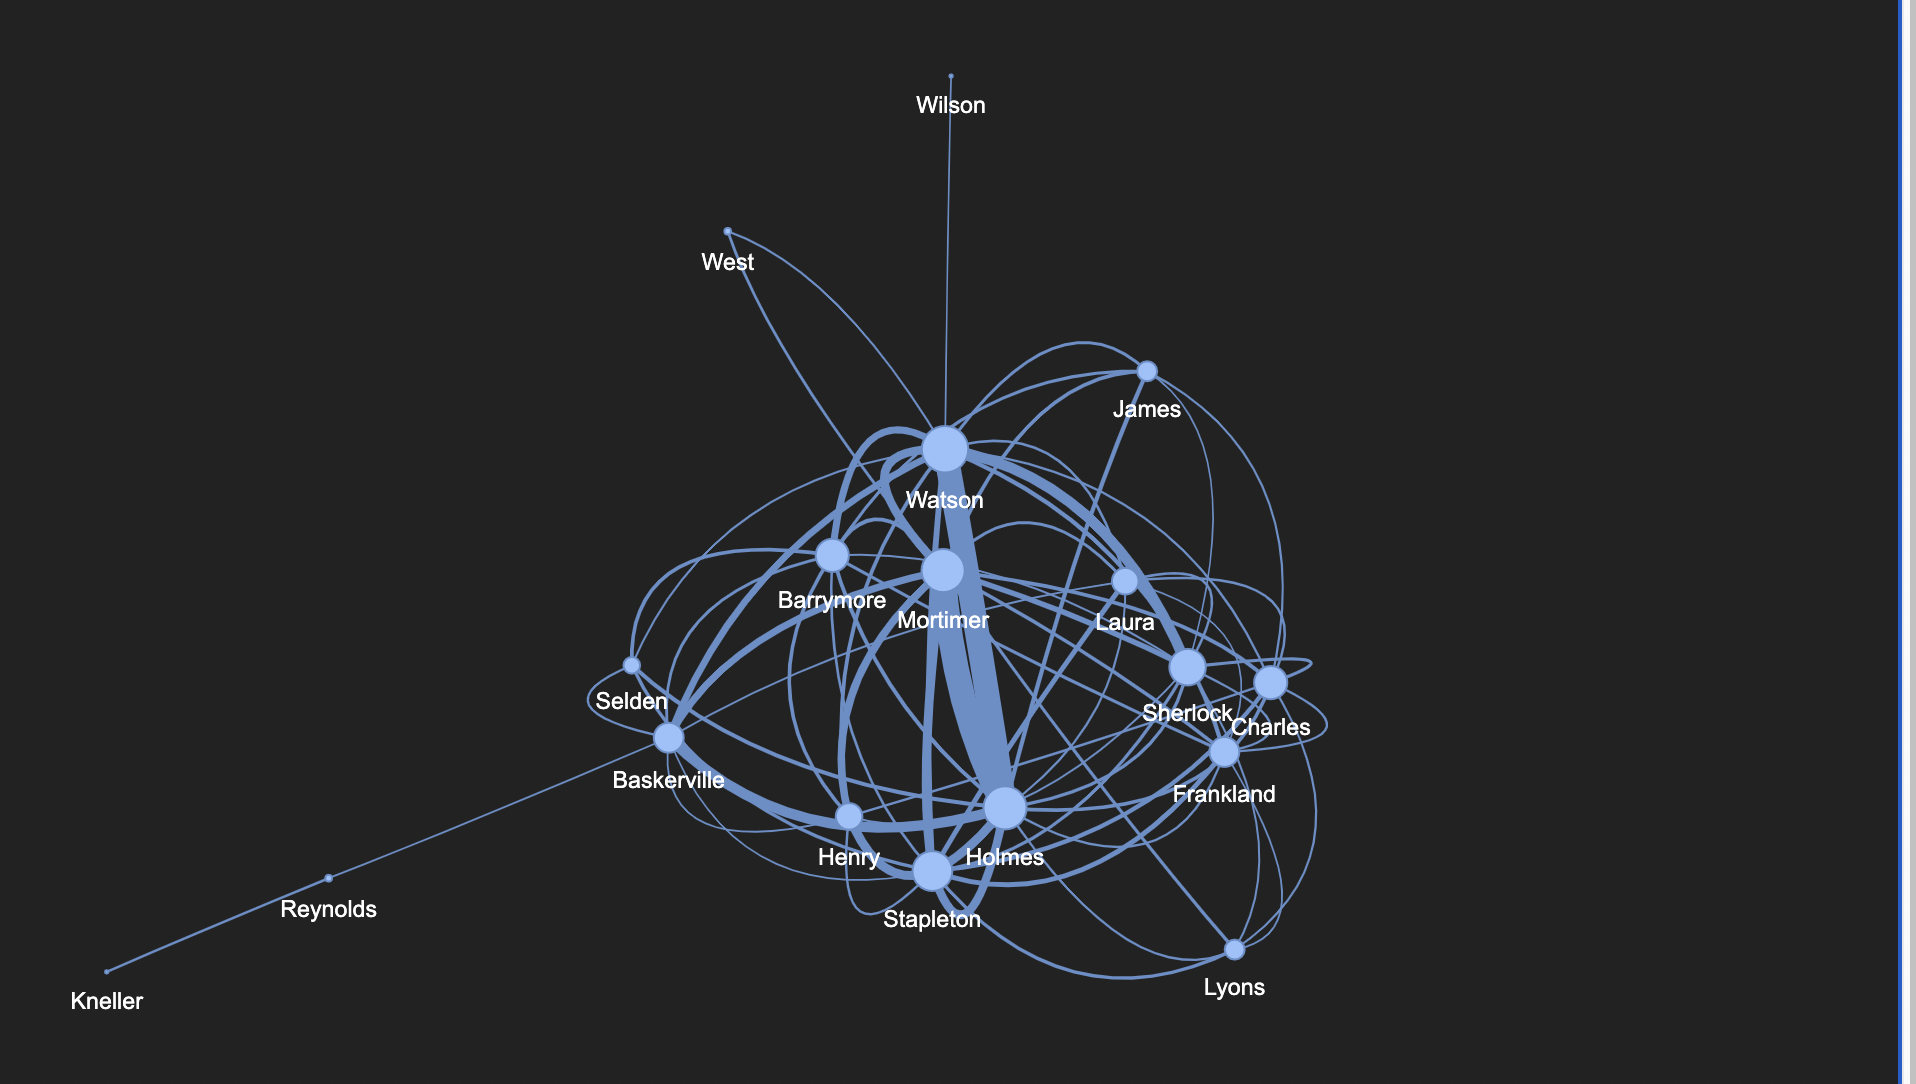 Wilson
West
James
Watson
Barrymore
Mortimer
Laura
Selden
Sherlock
Charles
Baskerville
Frankland
Henry
Holmes
Reynolds
Stapleton
Lyons
Kneller